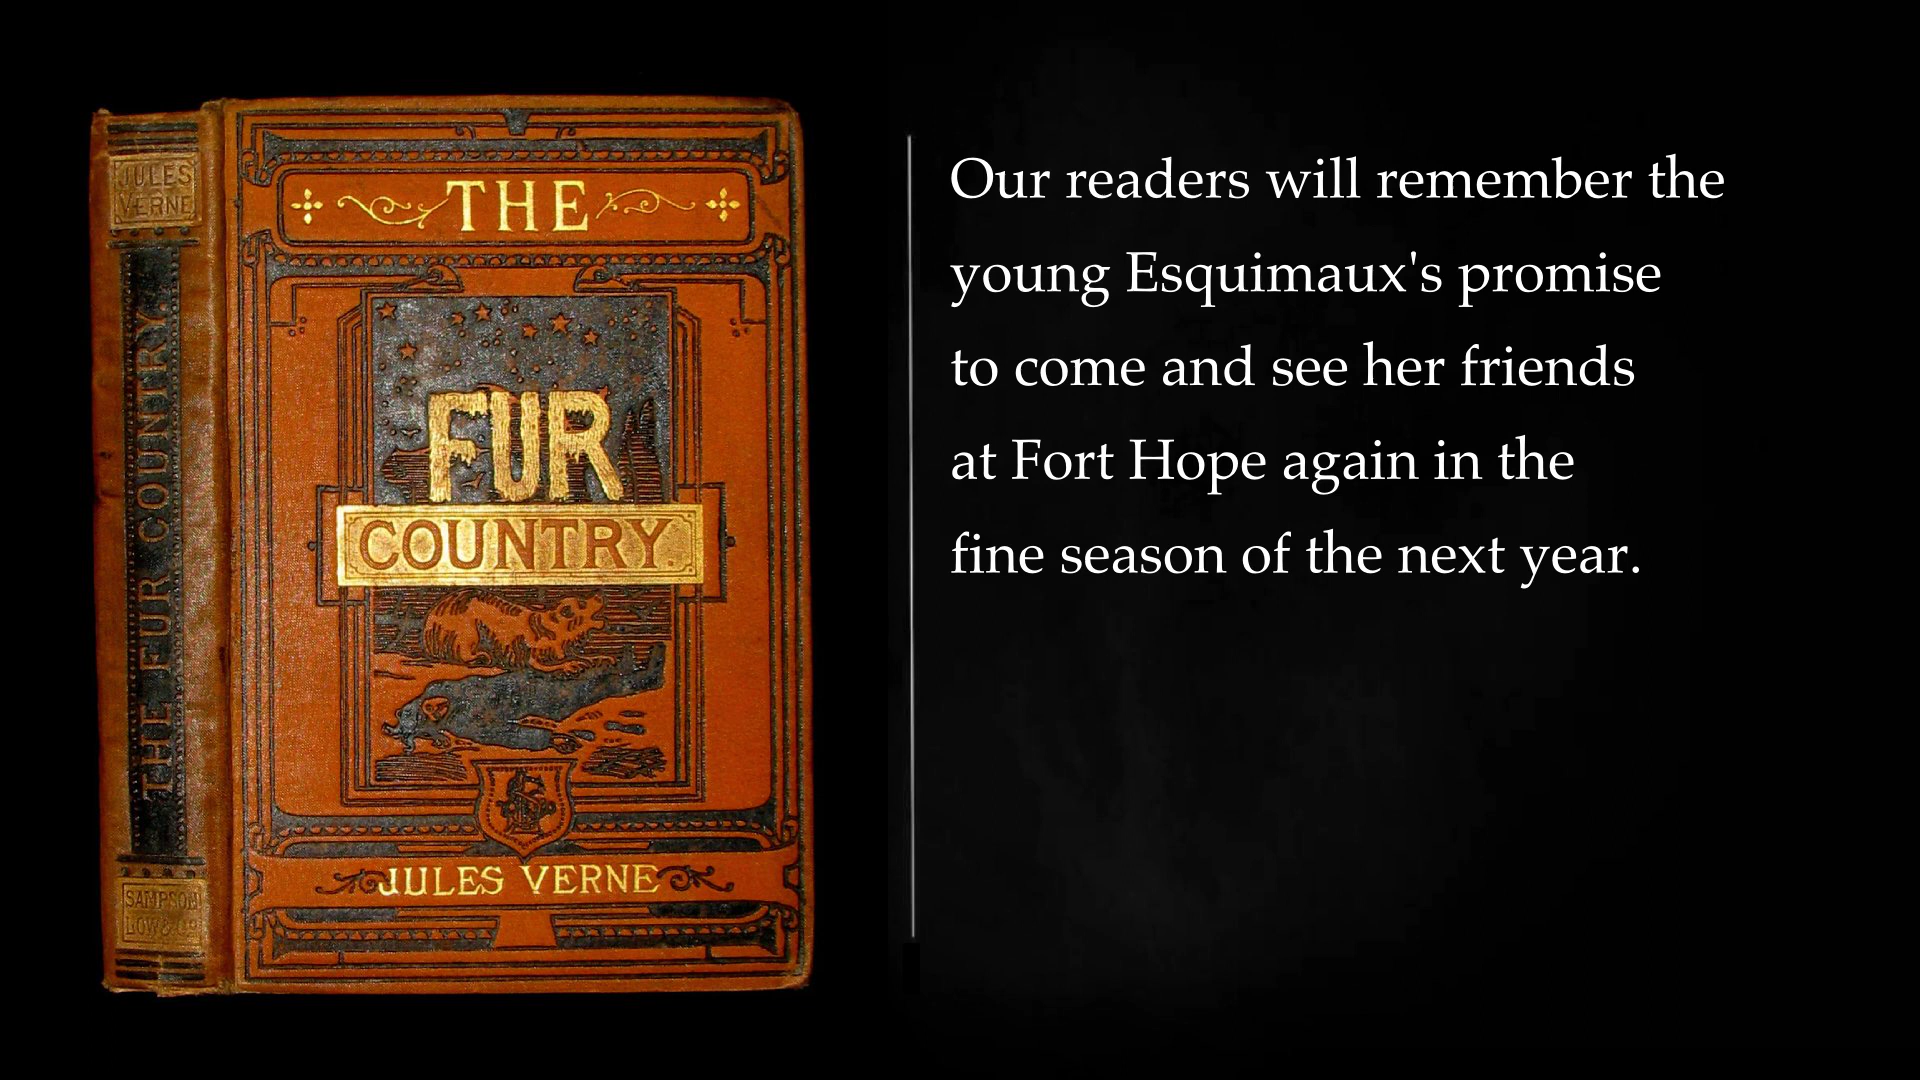 JULES
VERNE
THE FUR COUNTRY.
SAMPSON
LOW & Co
THE
FUR
COUNTRY.
JULES VERNE
Our readers will remember the
young Esquimaux's promise
to come and see her friends
at Fort Hope again in the
fine season of the next year.